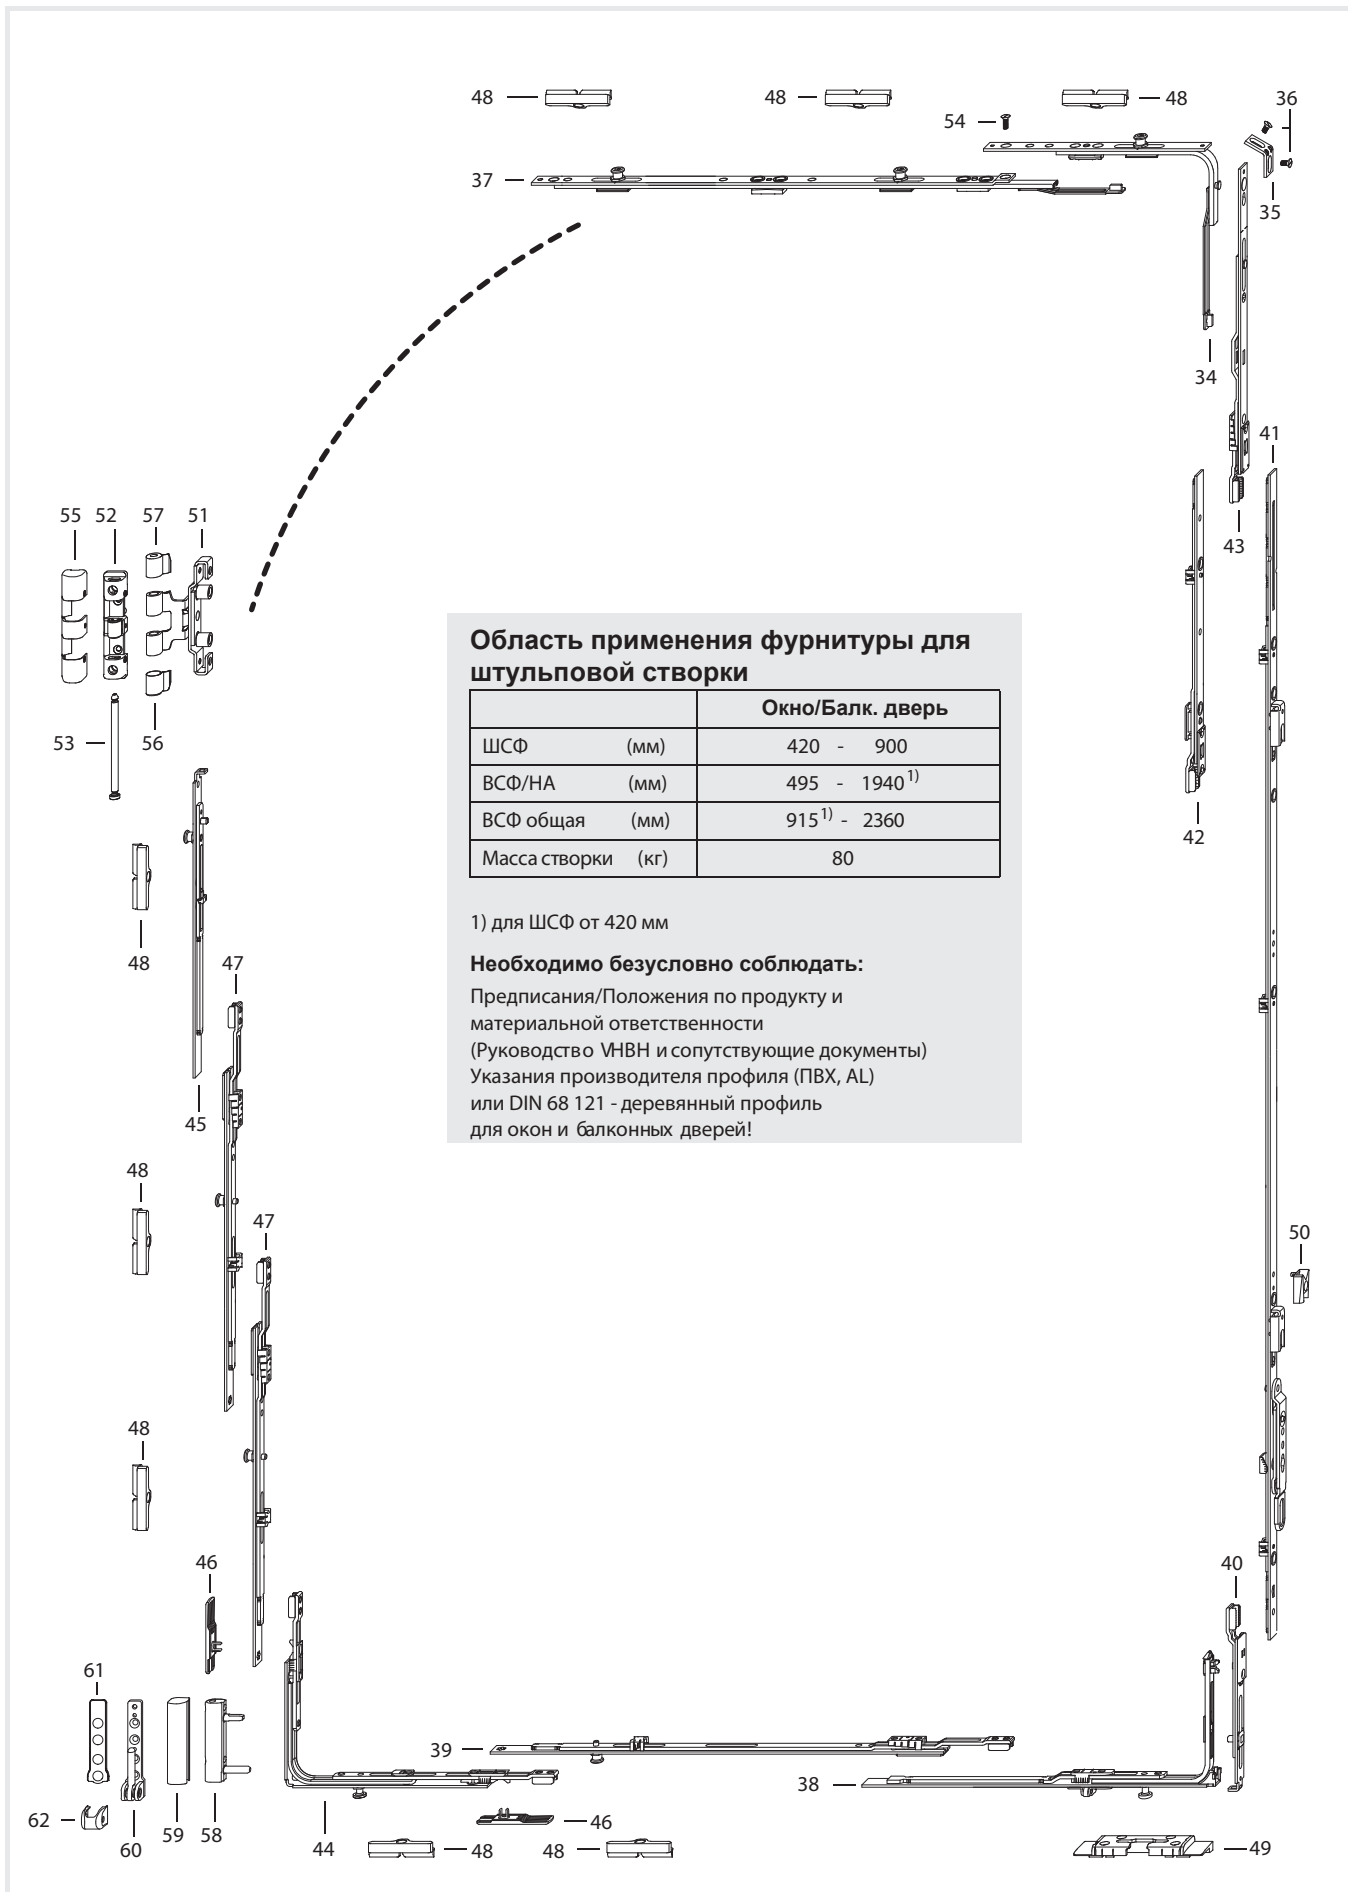 48
48
48
36
54
37
35
34
41
43
55 52 57 51
Область применения фурнитуры для
штульповой створки
Окно/Балк. дверь
ШСФ (мм) 420 - 900
ВСФ/НА (мм) 495 - 1940 1)
ВСФ общая (мм) 915 1) - 2360
Масса створки (кг) 80
1) для ШСФ от 420 мм
Необходимо безусловно соблюдать:
Предписания/Положения по продукту и
материальной ответственности
(Руководство VHBH и сопутствующие документы)
Указания производителя профиля (ПВХ, AL)
или DIN 68 121 - деревянный профиль
для окон и балконных дверей!
53 56
42
48
47
45
48
47
50
48
46
40
61
39
38
62
60
59 58
44
46
48
48
49